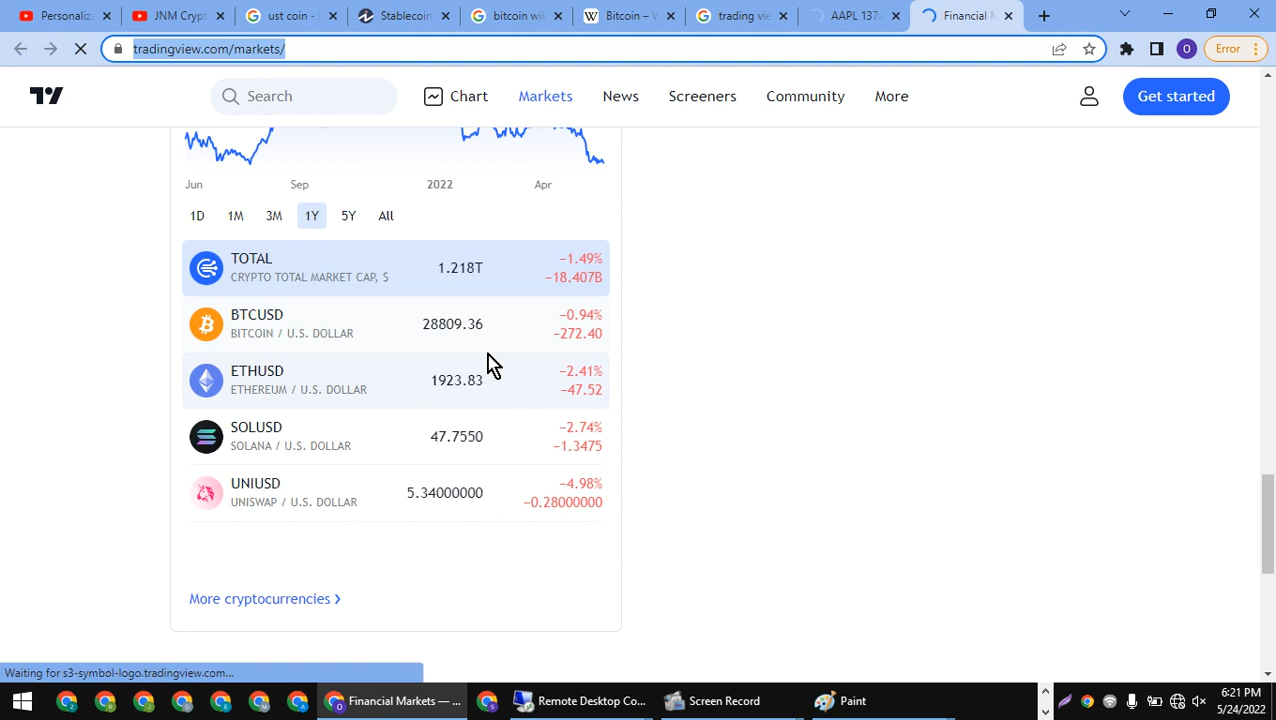 Personaliz
JNM Crypt
ust coin -
Stablecoin
bitcoin wi
Bitcoin –
trading vie
AAPL 137.
Financial M
tradingview.com/markets/
Error
Search
Chart
Markets
News
Screeners
Community
More
Get started
Jun
Sep
2022
Apr
1D
1M
3M
1Y
5Y
All
TOTAL
CRYPTO TOTAL MARKET CAP, $
1.218T
−1.49%
−18.407B
BTCUSD
BITCOIN / U.S. DOLLAR
28809.36
−0.94%
−272.40
ETHUSD
ETHEREUM / U.S. DOLLAR
1923.83
−2.41%
−47.52
SOLUSD
SOLANA / U.S. DOLLAR
47.7550
−2.74%
−1.3475
UNIUSD
UNISWAP / U.S. DOLLAR
5.34000000
−4.98%
−0.28000000
More cryptocurrencies
Waiting for s3-symbol-logo.tradingview.com...
Financial Markets — ...
Remote Desktop Co...
Screen Record
Paint
6:21 PM
5/24/2022